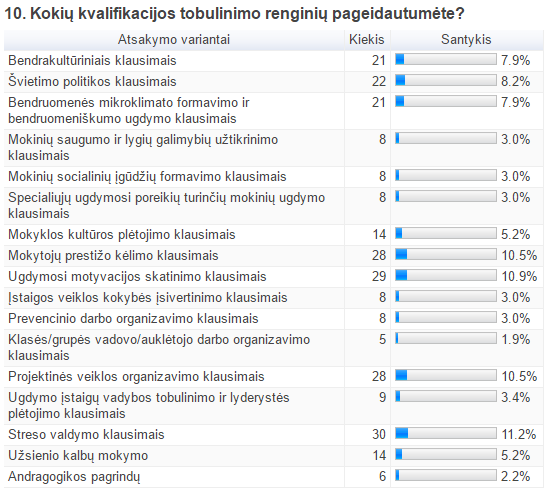 10. Kokių kvalifikacijos tobulinimo renginių pageidautumėte?
Atsakymo variantai Kiekis Santykis
Bendrakultūriniais klausimais 21 7.9%
Švietimo politikos klausimais 22 8.2%
Bendruomenės mikroklimato formavimo ir
bendruomeniškumo ugdymo klausimais 21 7.9%
Mokinių saugumo ir lygių galimybių užtikrinimo
klausimais 8 3.0%
Mokinių socialinių įgūdžių formavimo klausimais 8 3.0%
Specialiųjų ugdymosi poreikių turinčių mokinių ugdymo
klausimais 8 3.0%
Mokyklos kultūros plėtojimo klausimais 14 5.2%
Mokytojų prestižo kėlimo klausimais 28 10.5%
Ugdymosi motyvacijos skatinimo klausimais 29 10.9%
Įstaigos veiklos kokybės įsivertinimo klausimais 8 3.0%
Prevencinio darbo organizavimo klausimais 8 3.0%
Klasės/grupės vadovo/auklėtojo darbo organizavimo
klausimais 5 1.9%
Projektinės veiklos organizavimo klausimais 28 10.5%
Ugdymo įstaigų vadybos tobulinimo ir lyderystės
plėtojimo klausimais 9 3.4%
Streso valdymo klausimais 30 11.2%
Užsienio kalbų mokymo 14 5.2%
Andragogikos pagrindų 6 2.2%